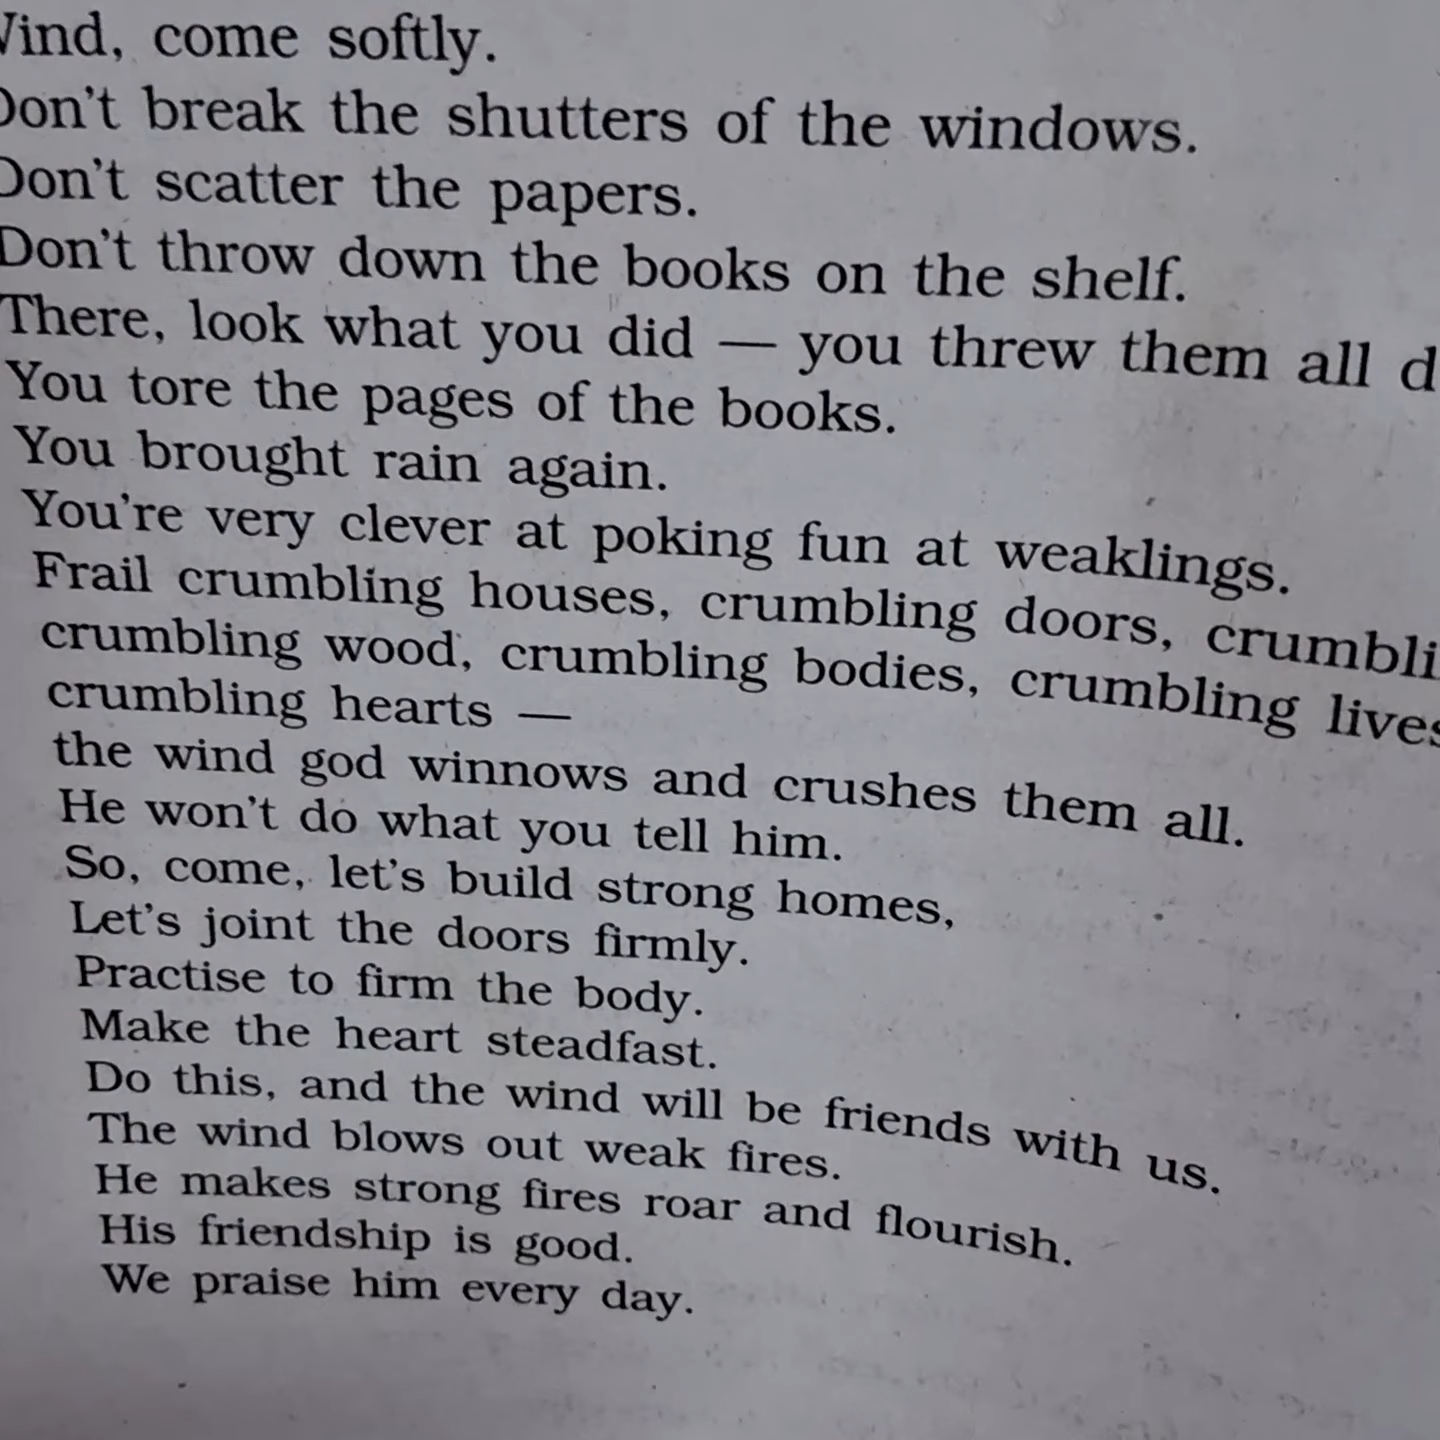 Wind, come softly.
Don't break the shutters of the windows.
Don't scatter the papers.
Don't throw down the books on the shelf.
There, look what you did — you threw them all d
You tore the pages of the books.
You brought rain again.
You're very clever at poking fun at weaklings.
Frail crumbling houses, crumbling doors, crumbli
crumbling wood, crumbling bodies, crumbling lives
crumbling hearts —
the wind god winnows and crushes them all.
He won't do what you tell him.
So, come, let's build strong homes,
Let's joint the doors firmly.
Practise to firm the body.
Make the heart steadfast.
Do this, and the wind will be friends with us.
The wind blows out weak fires.
He makes strong fires roar and flourish.
His friendship is good.
We praise him every day.